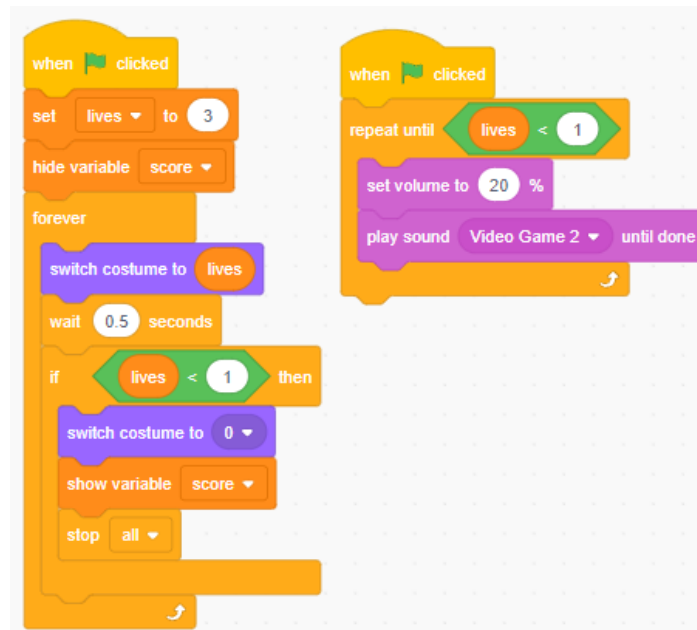 when clicked
set lives to 3
hide variable score
forever
switch costume to lives
wait 0.5 seconds
if lives < 1 then
switch costume to 0
show variable score
stop all
when clicked
repeat until lives < 1
set volume to 20 %
play sound Video Game 2 until done